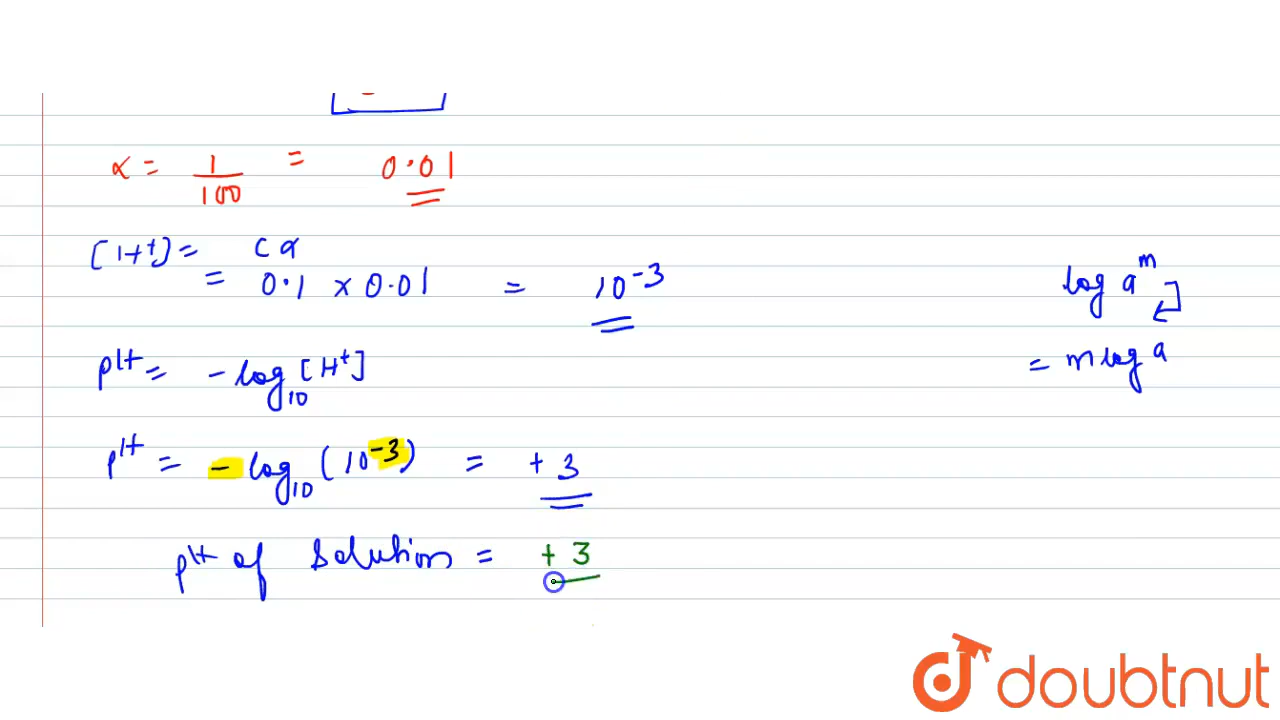 α = 1/100 = 0.01
[H⁺] = Cα
= 0.1 × 0.01 = 10⁻³
log aᵐ
= m log a
pH = - log₁₀ [H⁺]
pH = - log₁₀ (10⁻³) = + 3
pH of solution = + 3
doubtnut